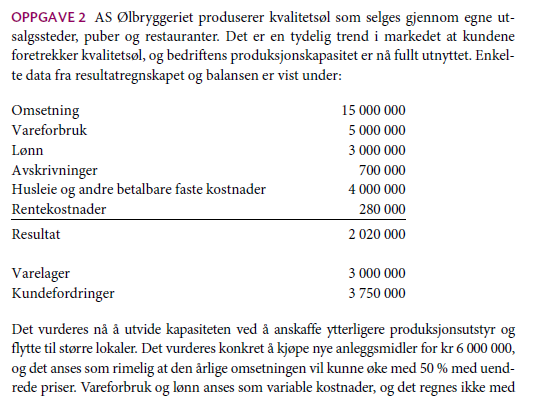 OPPGAVE 2 AS Ølbryggeriet produserer kvalitetsøl som selges gjennom egne ut-
salgssteder, puber og restauranter. Det er en tydelig trend i markedet at kundene
foretrekker kvalitetsøl, og bedriftens produksjonskapasitet er nå fullt utnyttet. Enkel-
te data fra resultatregnskapet og balansen er vist under:
Omsetning 15 000 000
Vareforbruk 5 000 000
Lønn 3 000 000
Avskrivninger 700 000
Husleie og andre betalbare faste kostnader 4 000 000
Rentekostnader 280 000
Resultat 2 020 000
Varelager 3 000 000
Kundefordringer 3 750 000
Det vurderes nå å utvide kapasiteten ved å anskaffe ytterligere produksjonsutstyr og
flytte til større lokaler. Det vurderes konkret å kjøpe nye anleggsmidler for kr 6 000 000,
og det anses som rimelig at den årlige omsetningen vil kunne øke med 50 % med uend-
rede priser. Vareforbruk og lønn anses som variable kostnader, og det regnes ikke med